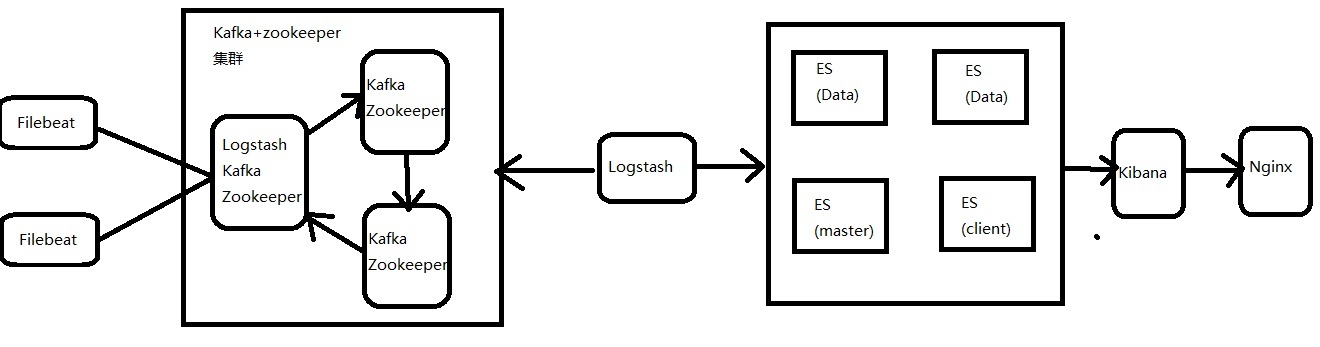 Kafka+zookeeper
集群
Filebeat
Filebeat
Logstash
Kafka
Zookeeper
Kafka
Zookeeper
Kafka
Zookeeper
Logstash
ES
(Data)
ES
(Data)
ES
(master)
ES
(client)
Kibana
Nginx